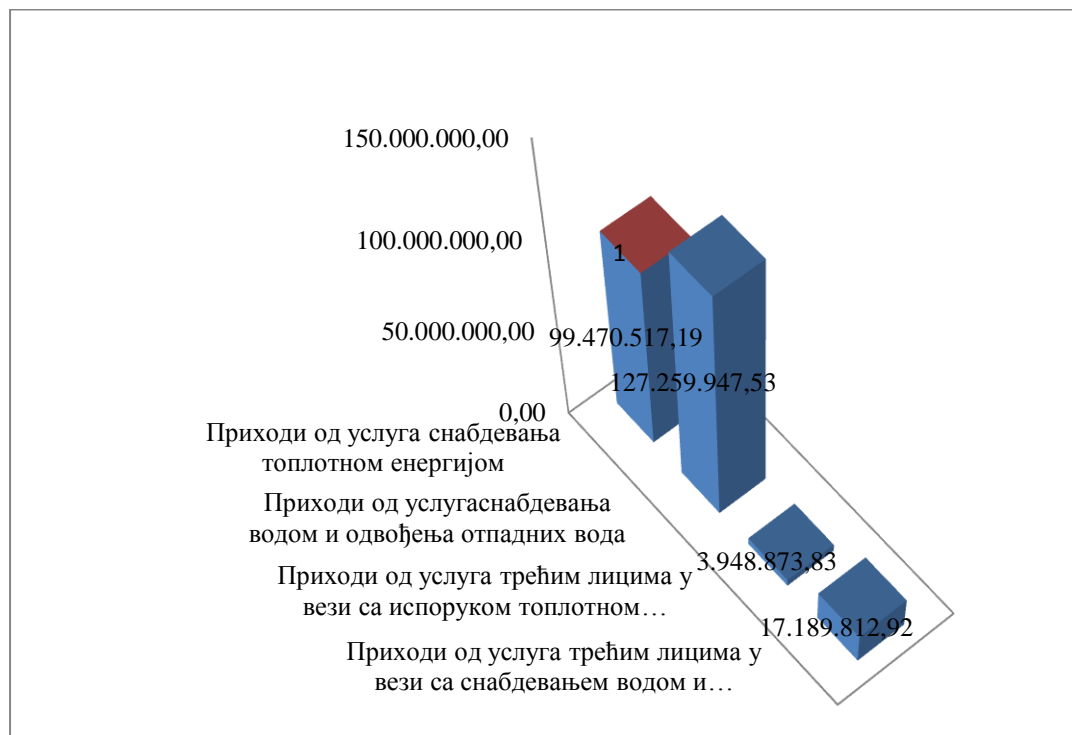 150.000.000,00
100.000.000,00
50.000.000,00
0,00
1
99.470.517,19
127.259.947,53
3.948.873,83
17.189.812,92
Приходи од услуга снабдевања
топлотном енергијом
Приходи од услугаснабдевања
водом и одвођења отпадних вода
Приходи од услуга трећим лицима у
вези са испоруком топлотном…
Приходи од услуга трећим лицима у
вези са снабдевањем водом и…